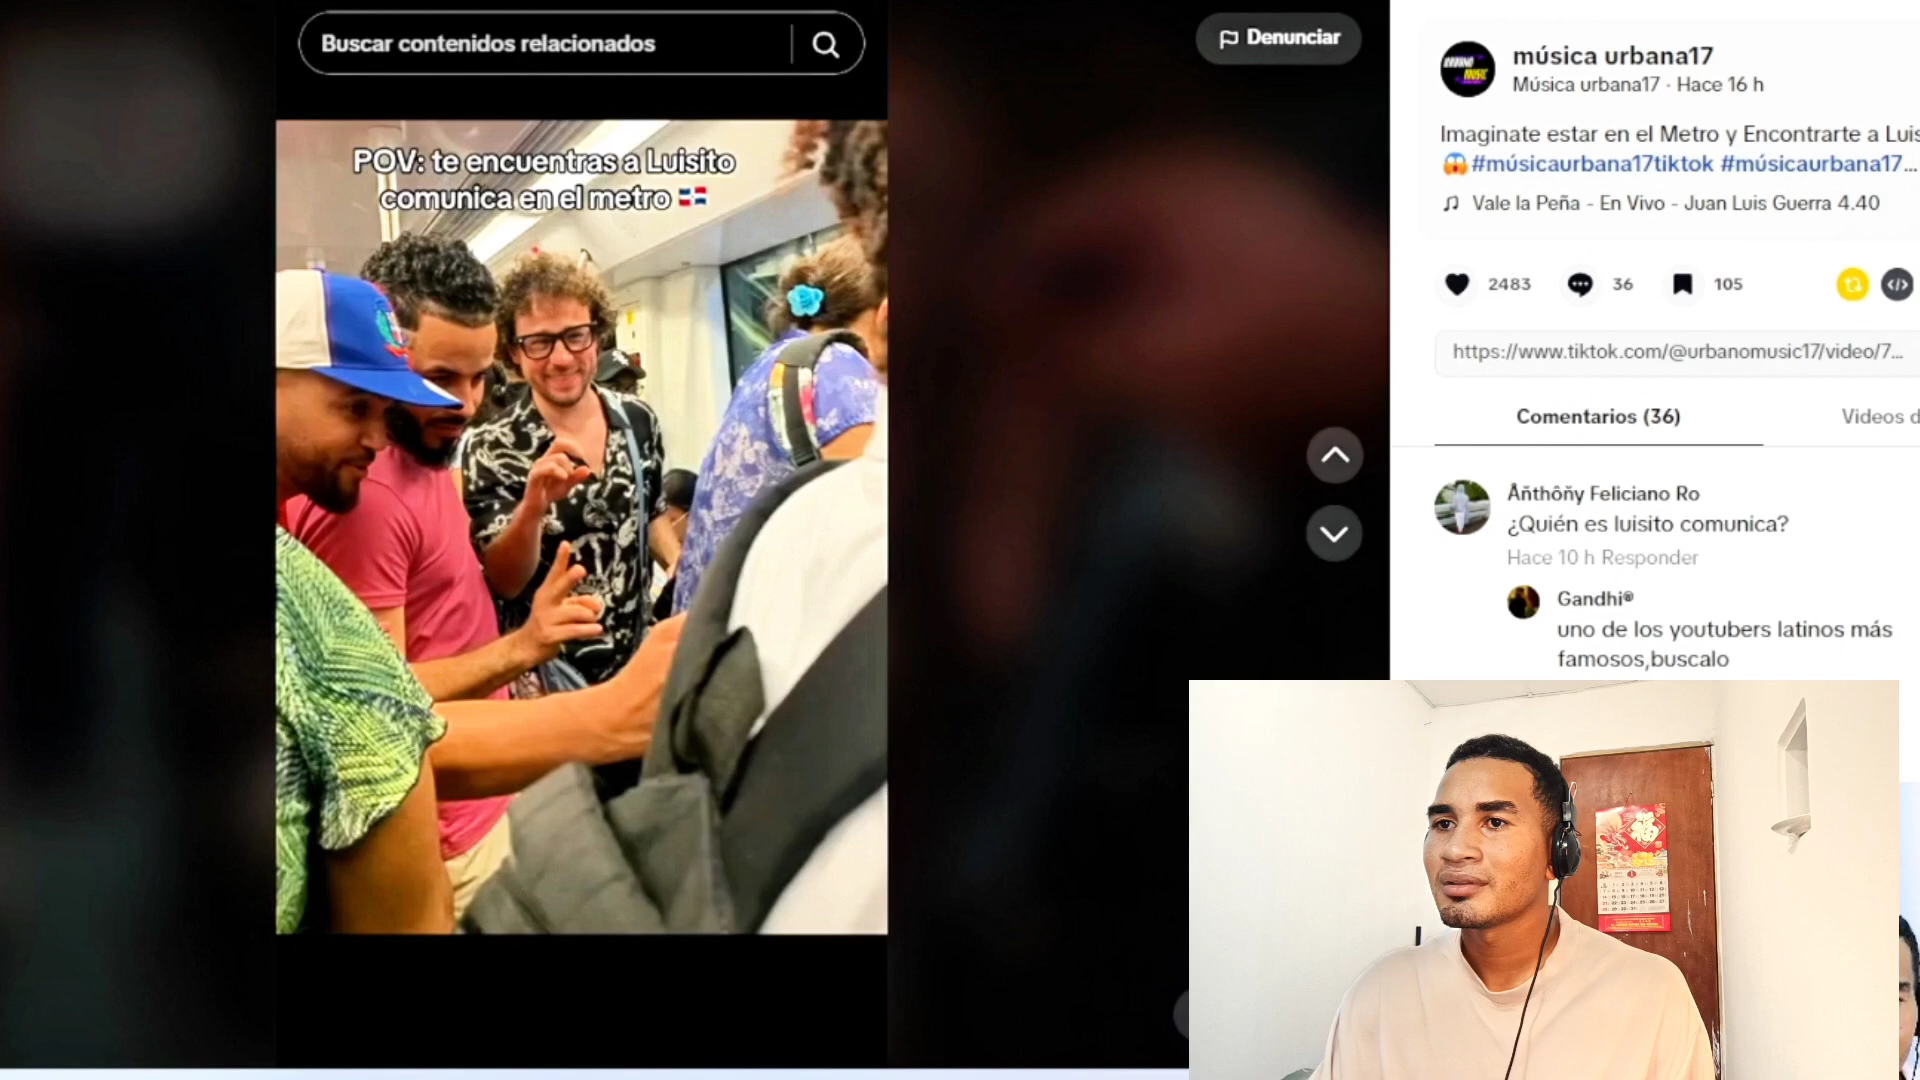 Buscar contenidos relacionados
Denunciar
POV: te encuentras a Luisito
comunica en el metro
música urbana17
Música urbana17 · Hace 16 h
Imaginate estar en el Metro y Encontrarte a Luis
#músicaurbana17tiktok #músicaurbana17...
Vale la Peña - En Vivo - Juan Luis Guerra 4.40
2483
36
105
https://www.tiktok.com/@urbanomusic17/video/7...
Comentarios (36)
Videos d
Åñthôñy Feliciano Ro
¿Quién es luisito comunica?
Hace 10 h Responder
Gandhi®
uno de los youtubers latinos más
famosos,buscalo
福